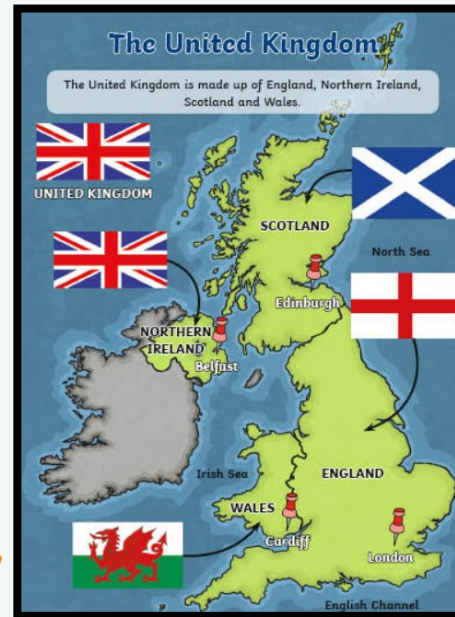 The United Kingdom
The United Kingdom is made up of England, Northern Ireland,
Scotland and Wales.
UNITED KINGDOM
SCOTLAND
North Sea
Edinburgh
NORTHERN
IRELAND
Belfast
Irish Sea
ENGLAND
WALES
Cardiff
London
English Channel